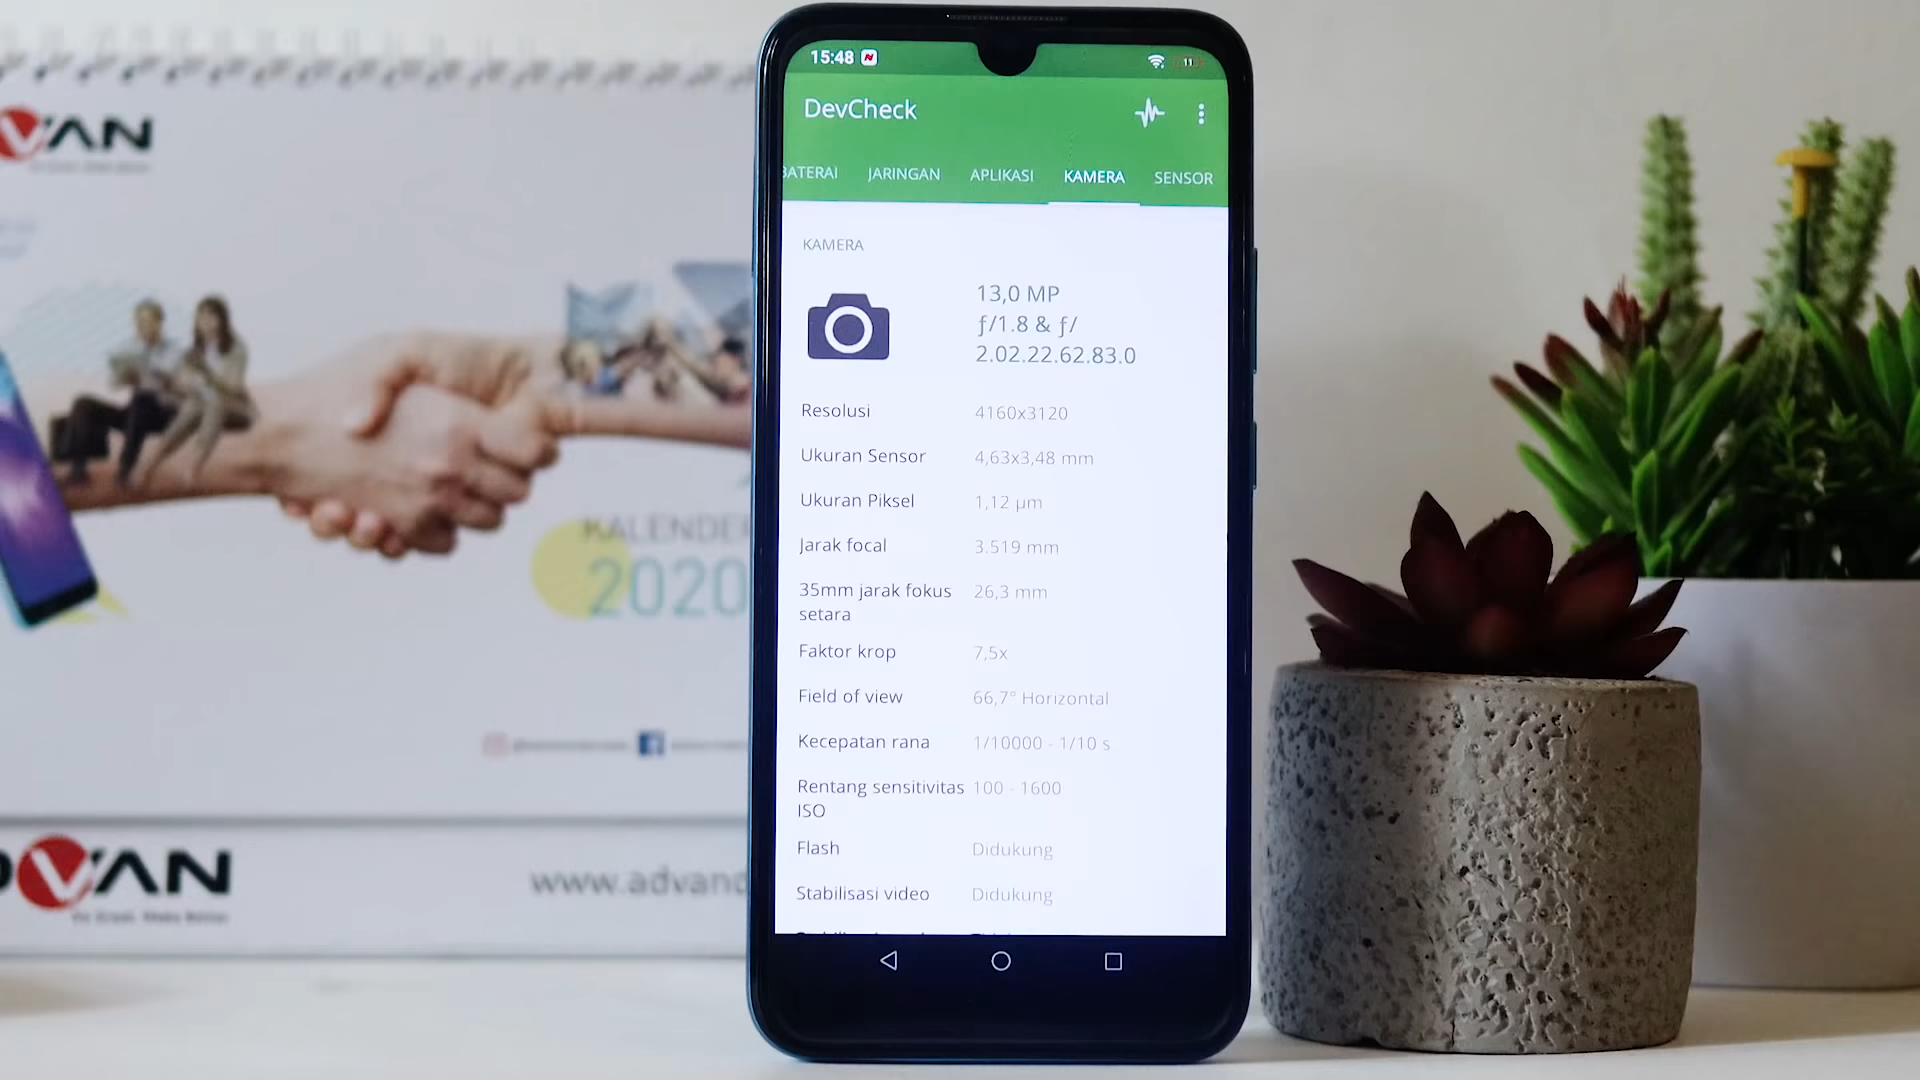 VAN
KALENDER
2020
ADVAN
www.advan
15:48
11
DevCheck
BATERAI JARINGAN APLIKASI KAMERA SENSOR
KAMERA
13,0 MP
ƒ/1.8 & ƒ/
2.02.22.62.83.0
Resolusi 4160x3120
Ukuran Sensor 4,63x3,48 mm
Ukuran Piksel 1,12 µm
Jarak focal 3.519 mm
35mm jarak fokus 26,3 mm
setara
Faktor krop 7,5x
Field of view 66,7° Horizontal
Kecepatan rana 1/10000 - 1/10 s
Rentang sensitivitas 100 - 1600
ISO
Flash Didukung
Stabilisasi video Didukung